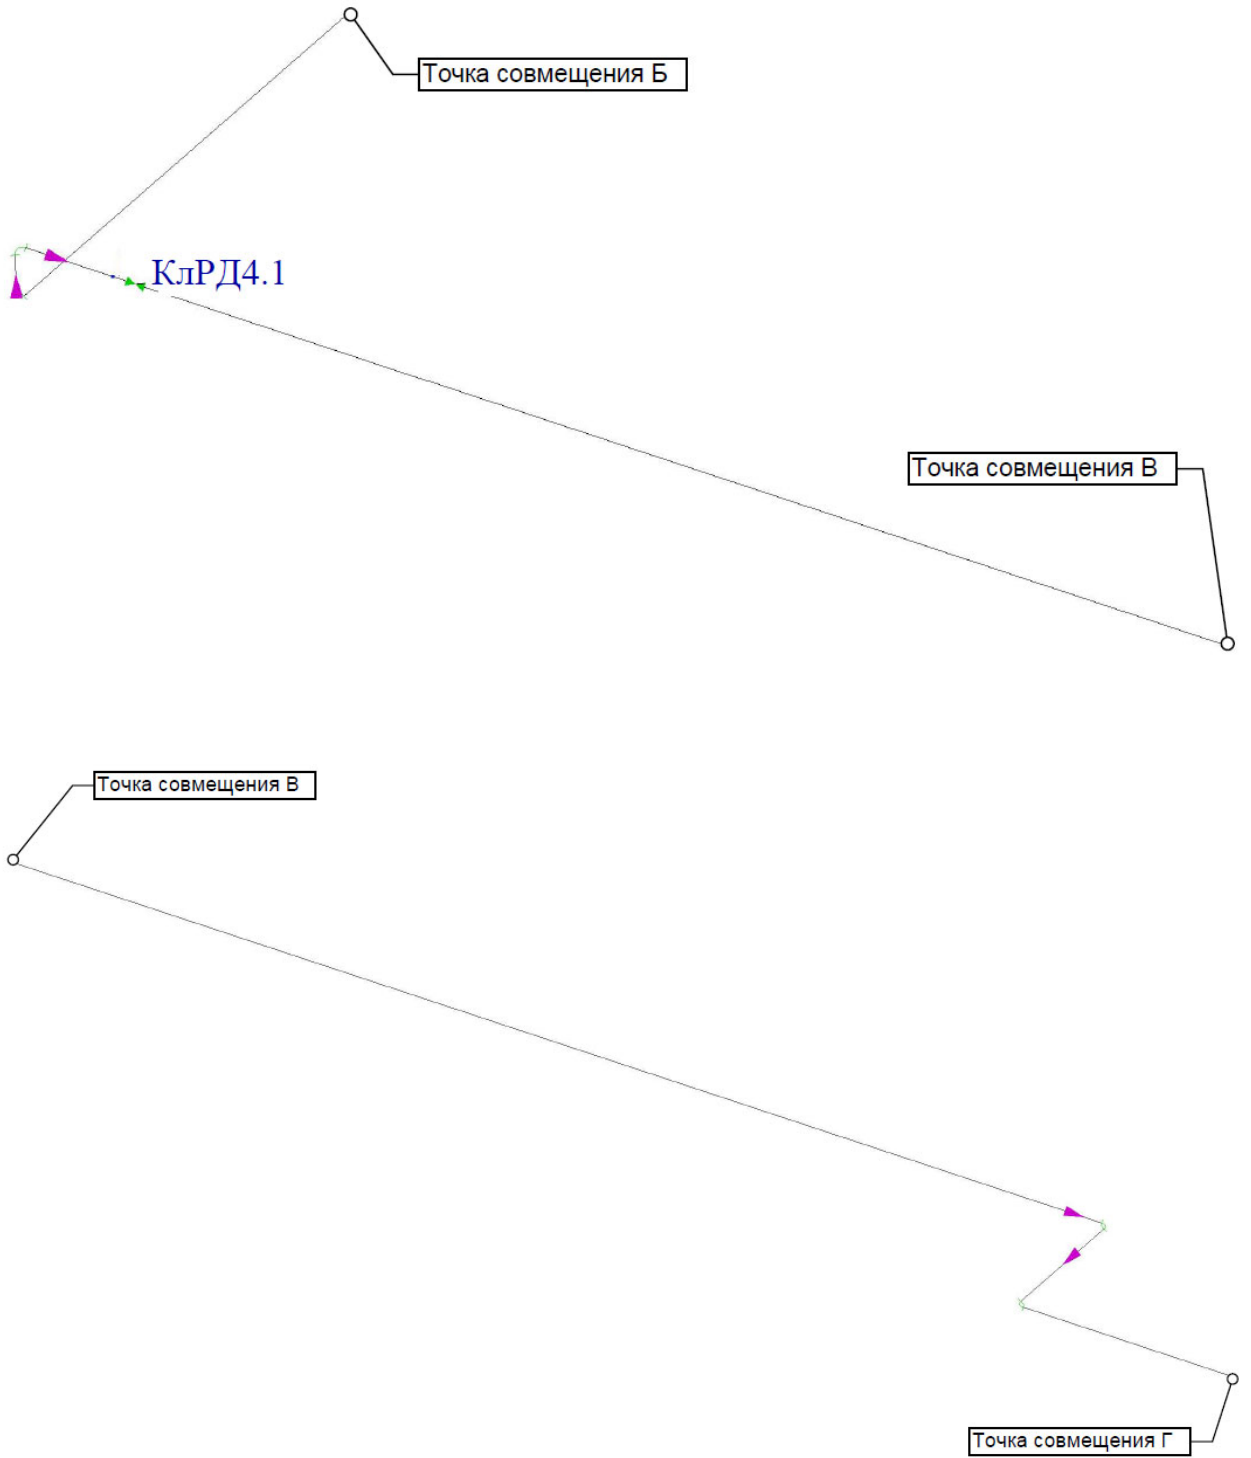 Точка совмещения Б
КлРД4.1
Точка совмещения В
Точка совмещения В
Точка совмещения Г